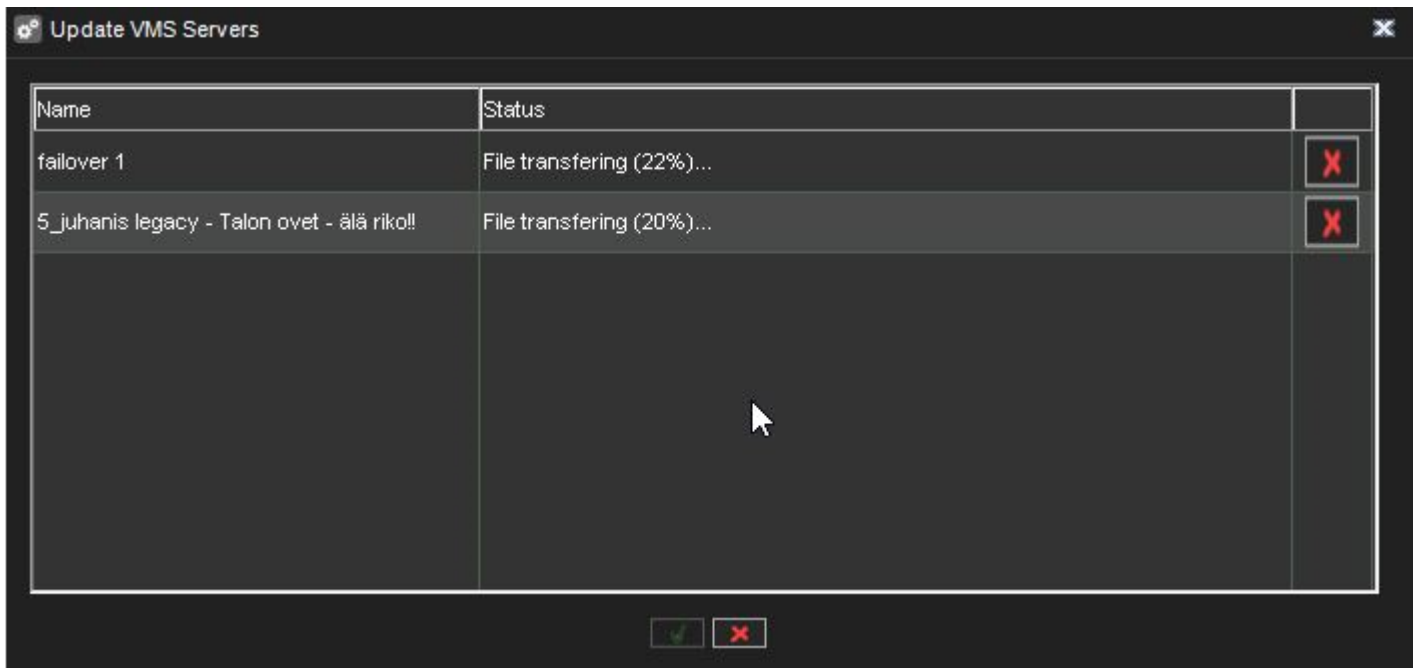 Update VMS Servers
Name Status
failover 1 File transfering (22%)...
5_juhanis legacy - Talon ovet - älä riko!! File transfering (20%)...